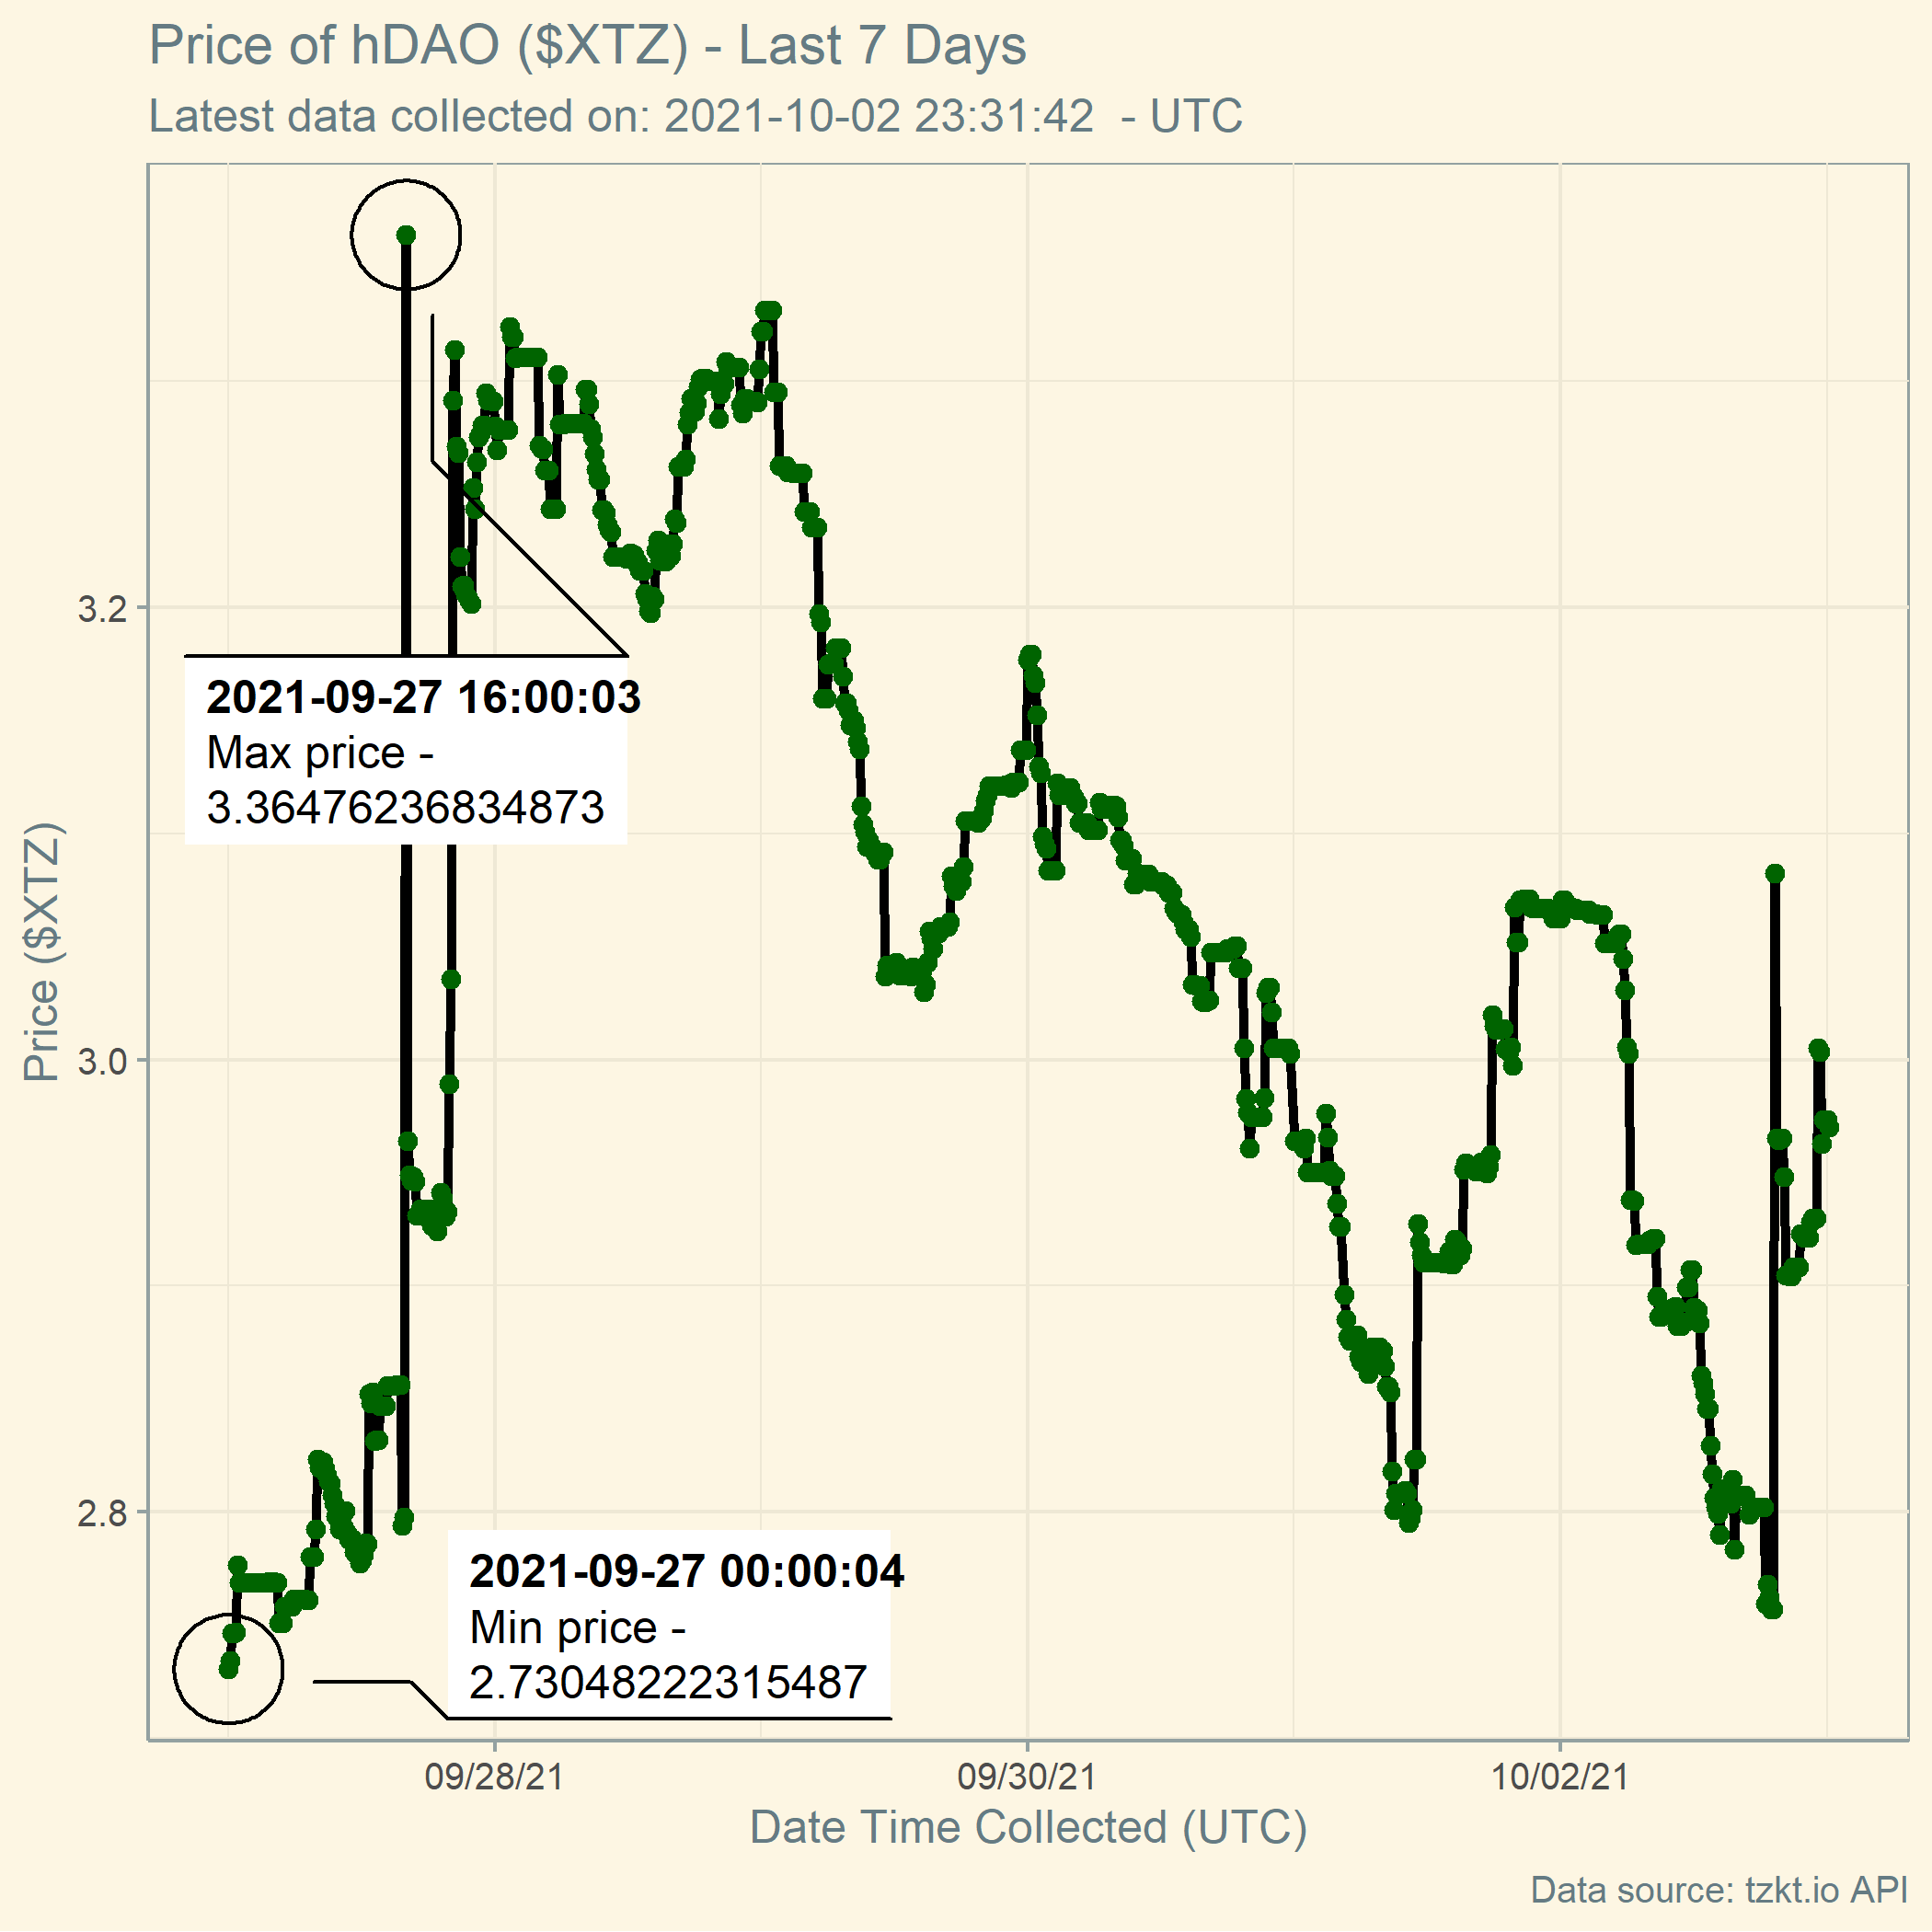 Price of hDAO ($XTZ) - Last 7 Days
Latest data collected on: 2021-10-02 23:31:42  - UTC
Price ($XTZ)
3.2
3.0
2.8
2021-09-27 16:00:03
Max price -
3.36476236834873
2021-09-27 00:00:04
Min price -
2.73048222315487
09/28/21
09/30/21
10/02/21
Date Time Collected (UTC)
Data source: tzkt.io API